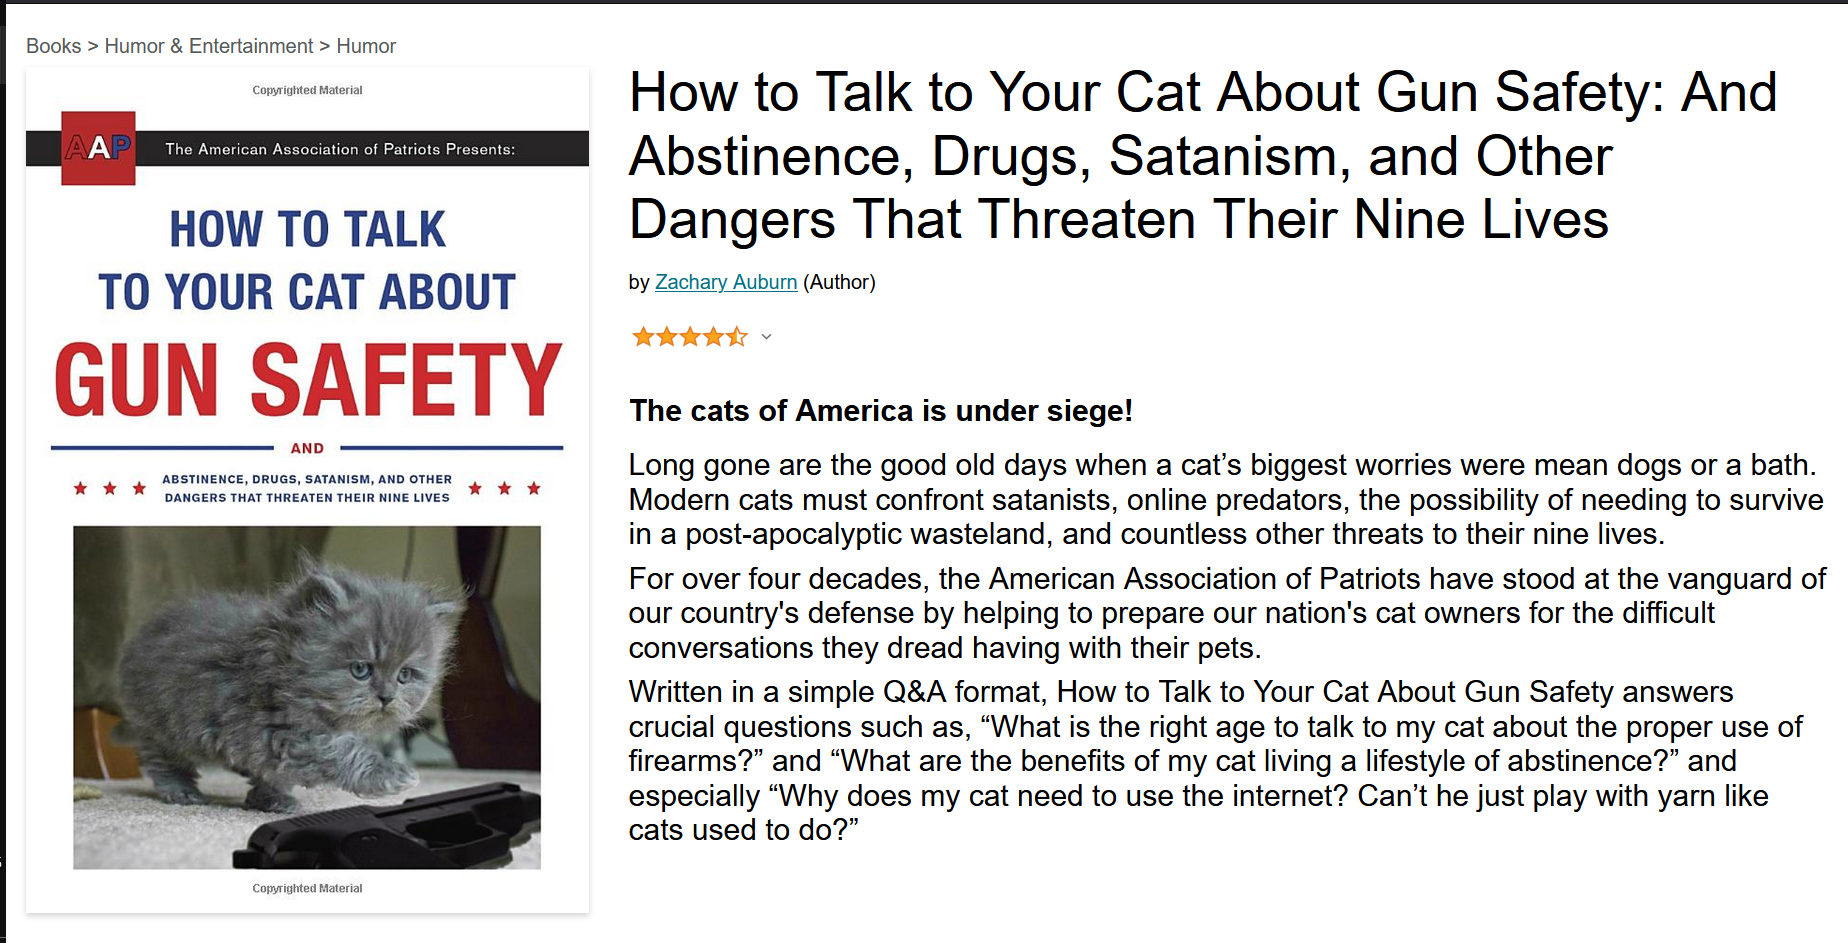 Books > Humor & Entertainment > Humor
Copyrighted Material
AAP
The American Association of Patriots Presents:
HOW TO TALK
TO YOUR CAT ABOUT
GUN SAFETY
AND
ABSTINENCE, DRUGS, SATANISM, AND OTHER
DANGERS THAT THREATEN THEIR NINE LIVES
Copyrighted Material
How to Talk to Your Cat About Gun Safety: And
Abstinence, Drugs, Satanism, and Other
Dangers That Threaten Their Nine Lives
by Zachary Auburn (Author)
The cats of America is under siege!
Long gone are the good old days when a cat’s biggest worries were mean dogs or a bath.
Modern cats must confront satanists, online predators, the possibility of needing to survive
in a post-apocalyptic wasteland, and countless other threats to their nine lives.
For over four decades, the American Association of Patriots have stood at the vanguard of
our country's defense by helping to prepare our nation's cat owners for the difficult
conversations they dread having with their pets.
Written in a simple Q&A format, How to Talk to Your Cat About Gun Safety answers
crucial questions such as, “What is the right age to talk to my cat about the proper use of
firearms?” and “What are the benefits of my cat living a lifestyle of abstinence?” and
especially “Why does my cat need to use the internet? Can’t he just play with yarn like
cats used to do?”